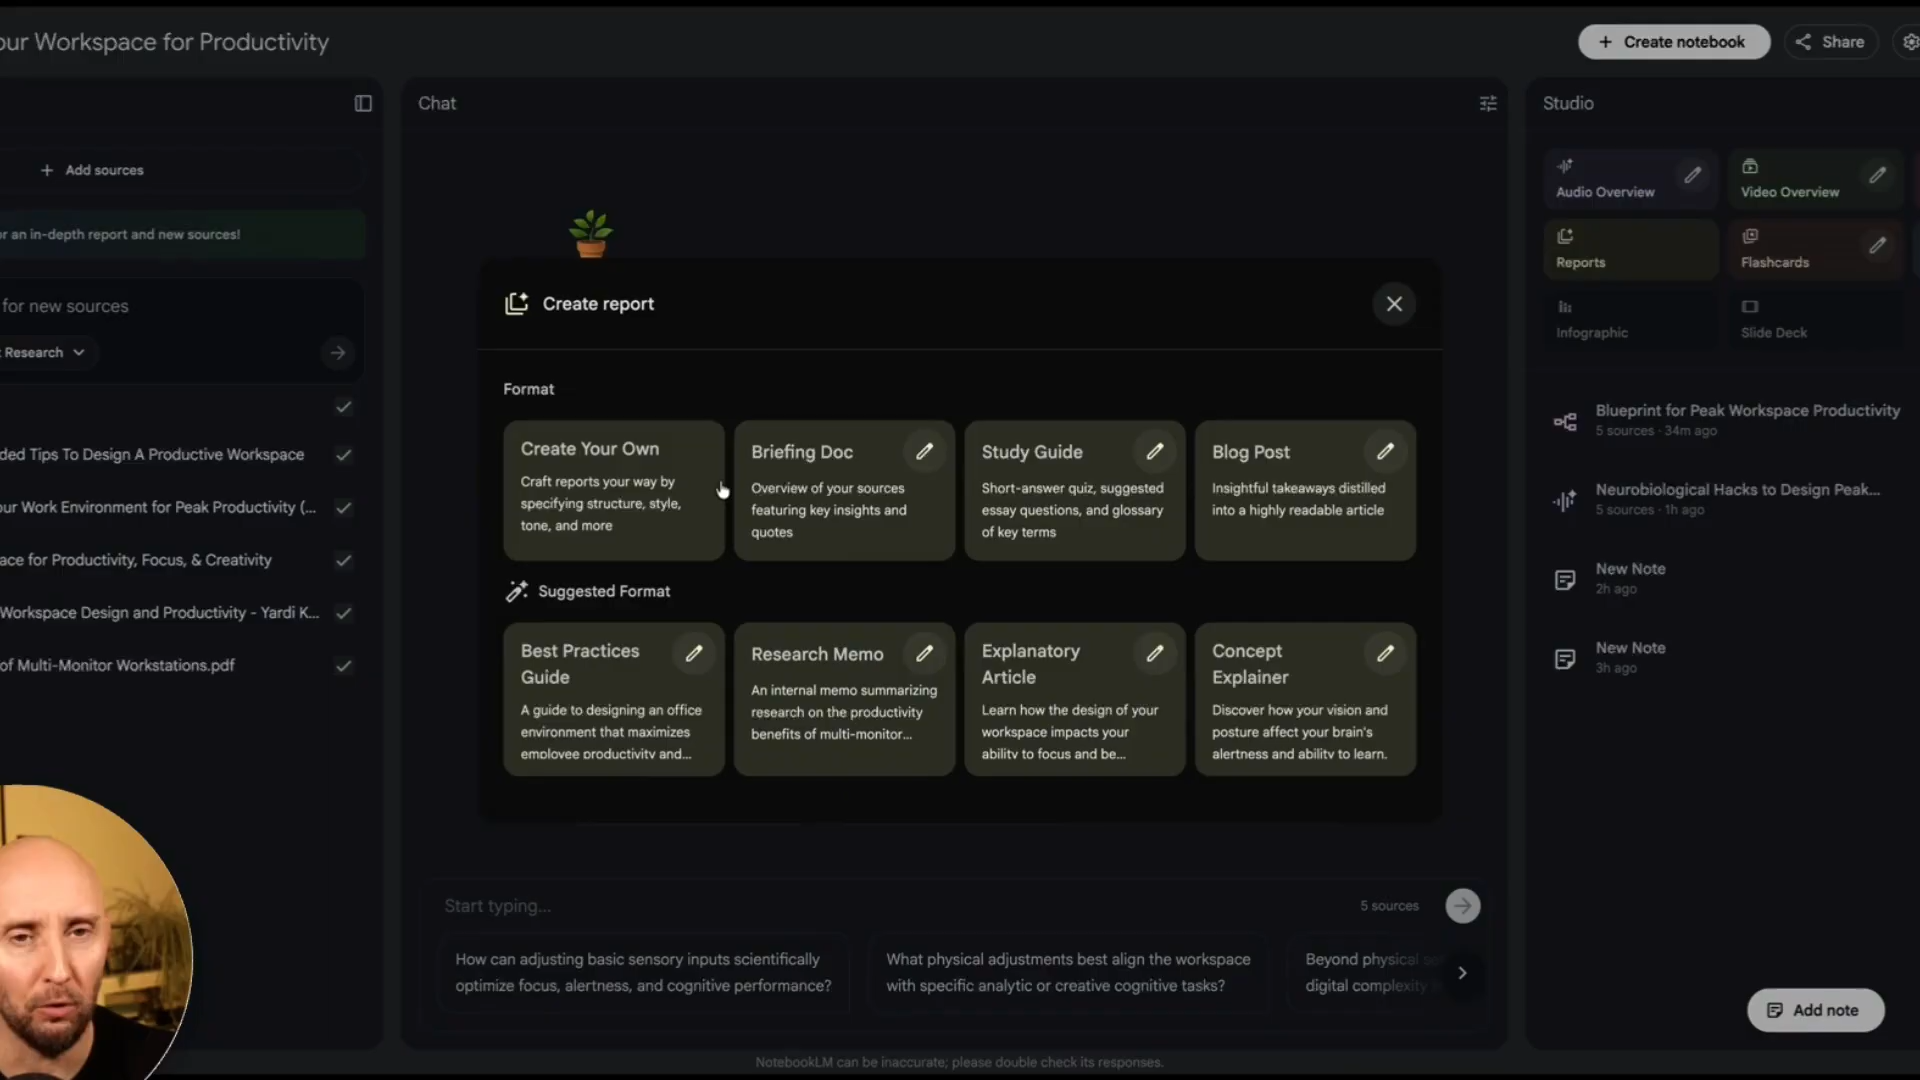 our Workspace for Productivity
Create notebook
Share
Chat
Studio
Add sources
or an in-depth report and new sources!
for new sources
Research
ded Tips To Design A Productive Workspace
our Work Environment for Peak Productivity (...
ace for Productivity, Focus, & Creativity
Workspace Design and Productivity - Yardi K...
of Multi-Monitor Workstations.pdf
Create report
Format
Create Your Own
Craft reports your way by
specifying structure, style,
tone, and more
Briefing Doc
Overview of your sources
featuring key insights and
quotes
Study Guide
Short-answer quiz, suggested
essay questions, and glossary
of key terms
Blog Post
Insightful takeaways distilled
into a highly readable article
Suggested Format
Best Practices
Guide
A guide to designing an office
environment that maximizes
employee productivity and...
Research Memo
An internal memo summarizing
research on the productivity
benefits of multi-monitor...
Explanatory
Article
Learn how the design of your
workspace impacts your
ability to focus and be...
Concept
Explainer
Discover how your vision and
posture affect your brain's
alertness and ability to learn.
Start typing...
5 sources
How can adjusting basic sensory inputs scientifically
optimize focus, alertness, and cognitive performance?
What physical adjustments best align the workspace
with specific analytic or creative cognitive tasks?
Beyond physical
digital complexity
NotebookLM can be inaccurate; please double check its responses.
Audio Overview
Video Overview
Reports
Flashcards
Infographic
Slide Deck
Blueprint for Peak Workspace Productivity
5 sources · 34m ago
Neurobiological Hacks to Design Peak...
5 sources · 1h ago
New Note
2h ago
New Note
3h ago
Add note